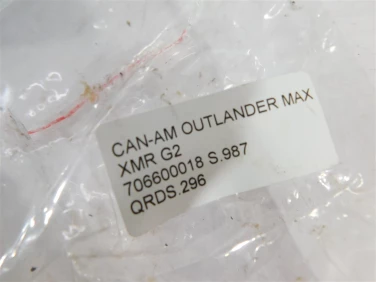 CAN-AM OUTLANDER MAX
XMR G2
706600018 S.987
QRDS.296